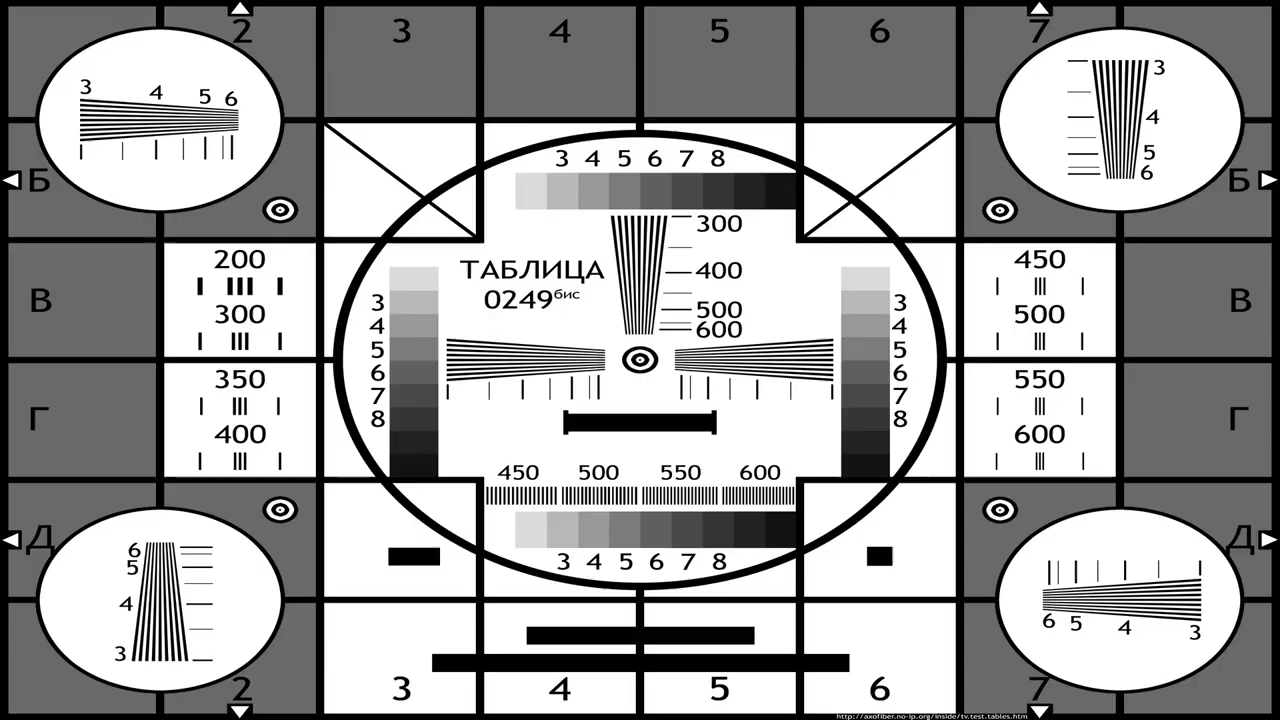 2 3 4 5 6 7
3 4 5 6
3
4
5
6
3 4 5 6 7 8
Б Б
300
400
500
600
200
300
450
500
ТАБЛИЦА
0249бис
В В
3
4
5
6
7
8
3
4
5
6
7
8
350
400
550
600
Г Г
450 500 550 600
Д Д
6
5
4
3
3 4 5 6 7 8
6 5 4 3
2 3 4 5 6 7
http://axofiber.no-ip.org/inside/tv.test.tables.htm